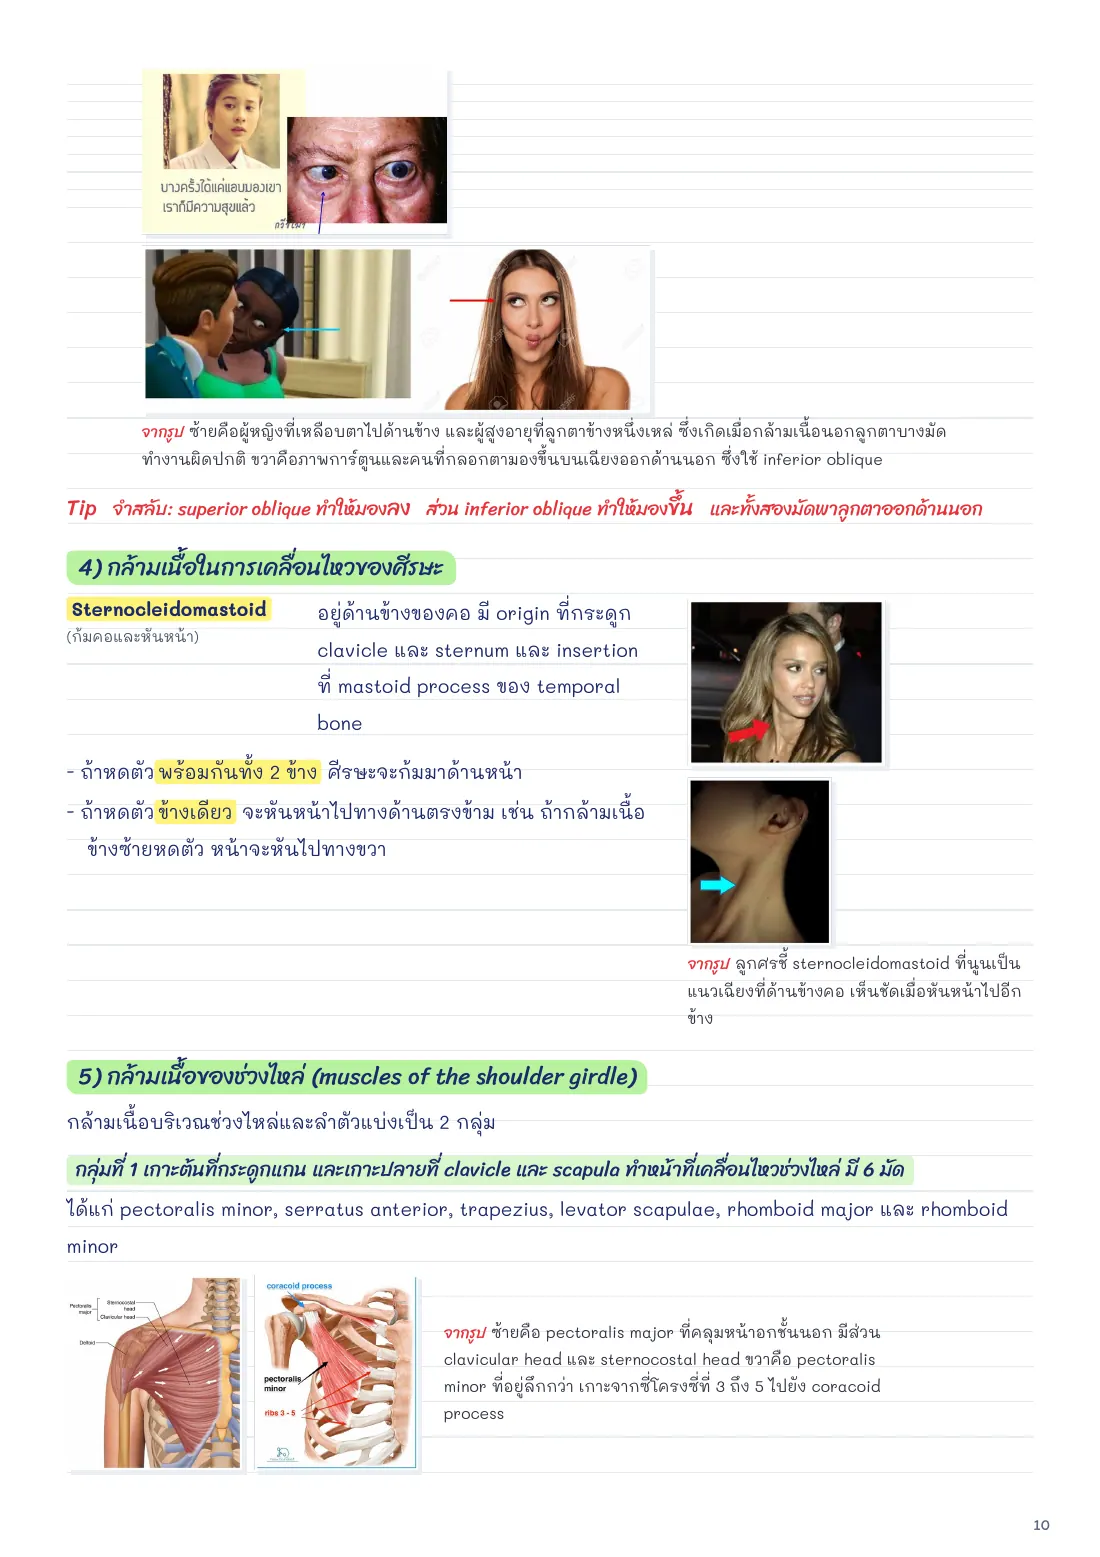 บางครั้งได้แค่แอบมองเขา
เราก็มีความสุขแล้ว
จากรูป ซ้ายคือผู้หญิงที่เหลือบตาไปด้านข้าง และผู้สูงอายุที่ลูกตาข้างหนึ่งเหล่ ซึ่งเกิดเมื่อกล้ามเนื้อนอกลูกตาบางมัด
ทำงานผิดปกติ ขวาคือภาพการ์ตูนและคนที่กลอกตามองขึ้นบนเฉียงออกด้านนอก ซึ่งใช้ inferior oblique
Tip จำสลับ: superior oblique ทำให้มองลง ส่วน inferior oblique ทำให้มองขึ้น และทั้งสองมัดพาลูกตาออกด้านนอก
4) กล้ามเนื้อในการเคลื่อนไหวของศีรษะ
Sternocleidomastoid
(ก้มคอและหันหน้า)
อยู่ด้านข้างของคอ มี origin ที่กระดูก
clavicle และ sternum และ insertion
ที่ mastoid process ของ temporal
bone
- ถ้าหดตัวพร้อมกันทั้ง 2 ข้าง ศีรษะจะก้มมาด้านหน้า
- ถ้าหดตัวข้างเดียว จะหันหน้าไปทางด้านตรงข้าม เช่น ถ้ากล้ามเนื้อ
ข้างซ้ายหดตัว หน้าจะหันไปทางขวา
จากรูป ลูกศรชี้ sternocleidomastoid ที่นูนเป็น
แนวเฉียงที่ด้านข้างคอ เห็นชัดเมื่อหันหน้าไปอีก
ข้าง
5) กล้ามเนื้อของช่วงไหล่ (muscles of the shoulder girdle)
กล้ามเนื้อบริเวณช่วงไหล่และลำตัวแบ่งเป็น 2 กลุ่ม
กลุ่มที่ 1 เกาะต้นที่กระดูกแกน และเกาะปลายที่ clavicle และ scapula ทำหน้าที่เคลื่อนไหวช่วงไหล่ มี 6 มัด
ได้แก่ pectoralis minor, serratus anterior, trapezius, levator scapulae, rhomboid major และ rhomboid
minor
Pectoralis
major
Sternocostal
head
Clavicular head
Deltoid
coracoid process
pectoralis
minor
ribs 3 - 5
จากรูป ซ้ายคือ pectoralis major ที่คลุมหน้าอกชั้นนอก มีส่วน
clavicular head และ sternocostal head ขวาคือ pectoralis
minor ที่อยู่ลึกกว่า เกาะจากซี่โครงซี่ที่ 3 ถึง 5 ไปยัง coracoid
process
10